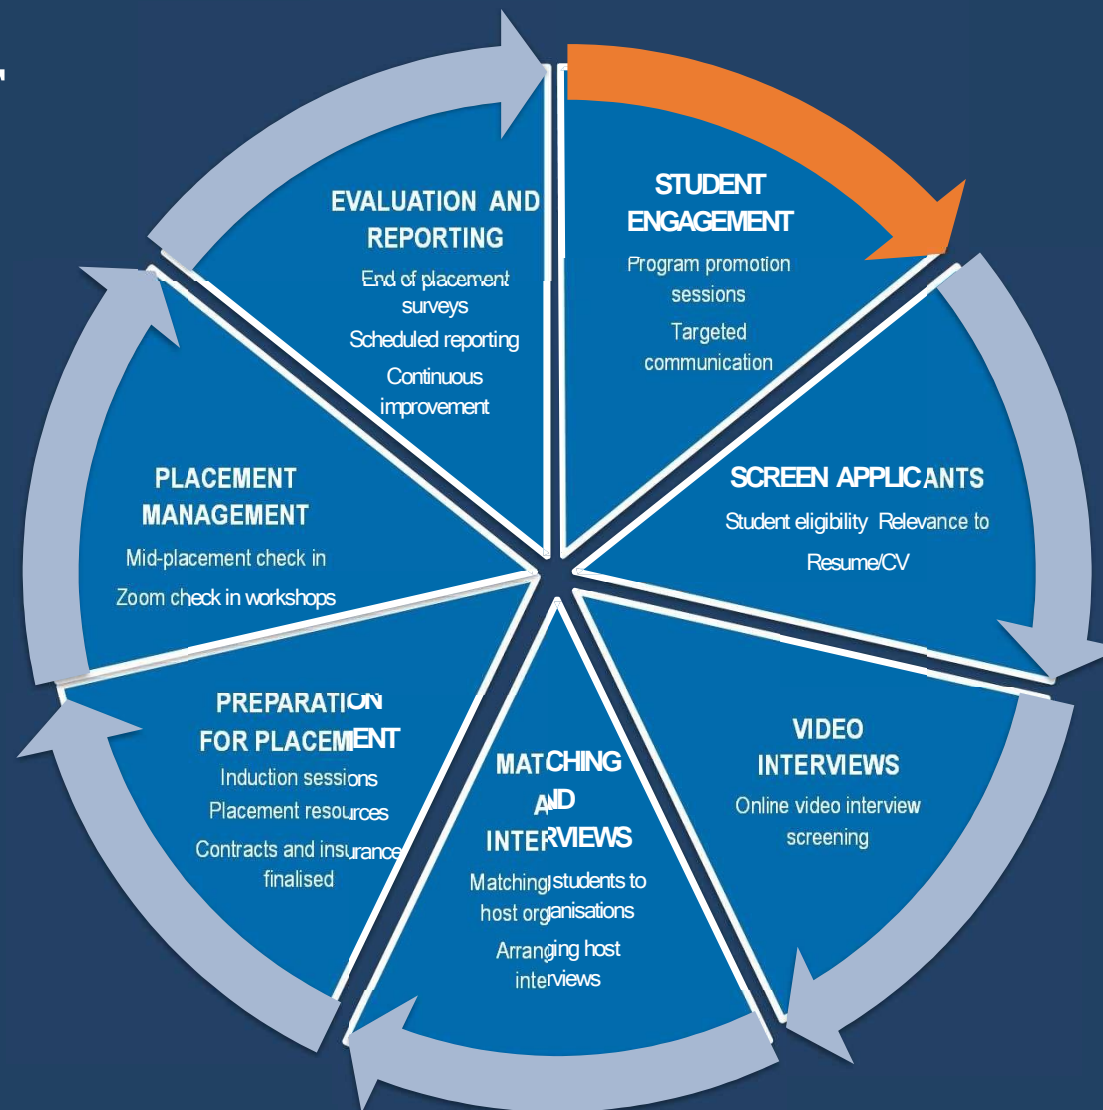 STUDENT
ENGAGEMENT
Program promotion
sessions
Targeted
communication
SCREEN APPLICANTS
Student eligibility Relevance to
Resume/CV
VIDEO
INTERVIEWS
Online video interview
screening
MATCHING
AND
INTERVIEWS
Matching students to
host organisations
Arranging host
interviews
PREPARATION
FOR PLACEMENT
Induction sessions
Placement resources
Contracts and insurance
finalised
PLACEMENT
MANAGEMENT
Mid-placement check in
Zoom check in workshops
EVALUATION AND
REPORTING
End of placement
surveys
Scheduled reporting
Continuous
improvement